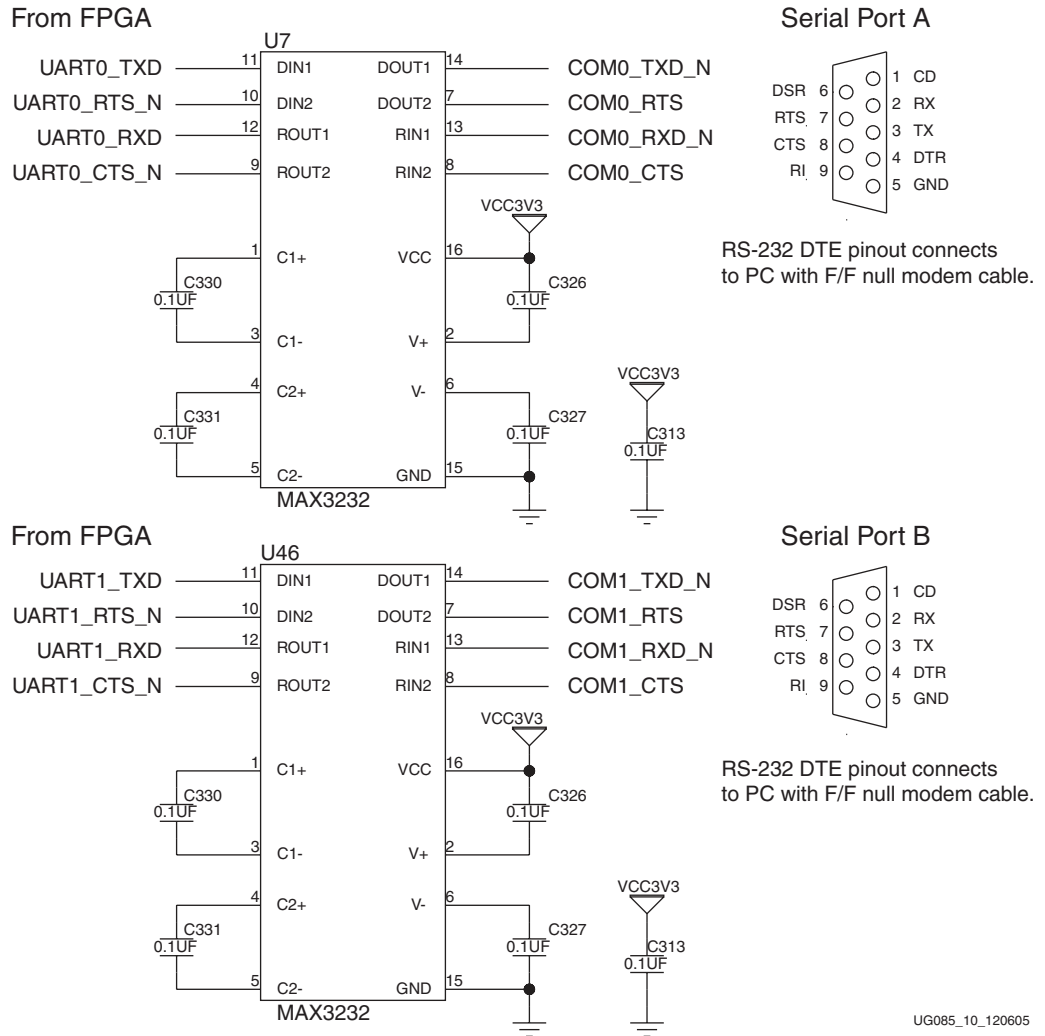 From FPGA
Serial Port A
U7
UART0_TXD 11 DIN1 DOUT1 14 COM0_TXD_N
UART0_RTS_N 10 DIN2 DOUT2 7 COM0_RTS
UART0_RXD 12 ROUT1 RIN1 13 COM0_RXD_N
UART0_CTS_N 9 ROUT2 RIN2 8 COM0_CTS
1 CD
DSR 6
2 RX
RTS 7
3 TX
CTS 8
4 DTR
RI 9
5 GND
RS-232 DTE pinout connects
to PC with F/F null modem cable.
VCC3V3
1 C1+ VCC 16
C330
0.1UF
C326
0.1UF
3 C1- V+ 2
4 C2+ V- 6
C331
0.1UF
C327
0.1UF
VCC3V3
C313
0.1UF
5 C2- GND 15
MAX3232
From FPGA
Serial Port B
U46
UART1_TXD 11 DIN1 DOUT1 14 COM1_TXD_N
UART1_RTS_N 10 DIN2 DOUT2 7 COM1_RTS
UART1_RXD 12 ROUT1 RIN1 13 COM1_RXD_N
UART1_CTS_N 9 ROUT2 RIN2 8 COM1_CTS
1 CD
DSR 6
2 RX
RTS 7
3 TX
CTS 8
4 DTR
RI 9
5 GND
RS-232 DTE pinout connects
to PC with F/F null modem cable.
VCC3V3
1 C1+ VCC 16
C330
0.1UF
C326
0.1UF
3 C1- V+ 2
4 C2+ V- 6
C331
0.1UF
C327
0.1UF
VCC3V3
C313
0.1UF
5 C2- GND 15
MAX3232
UG085_10_120605